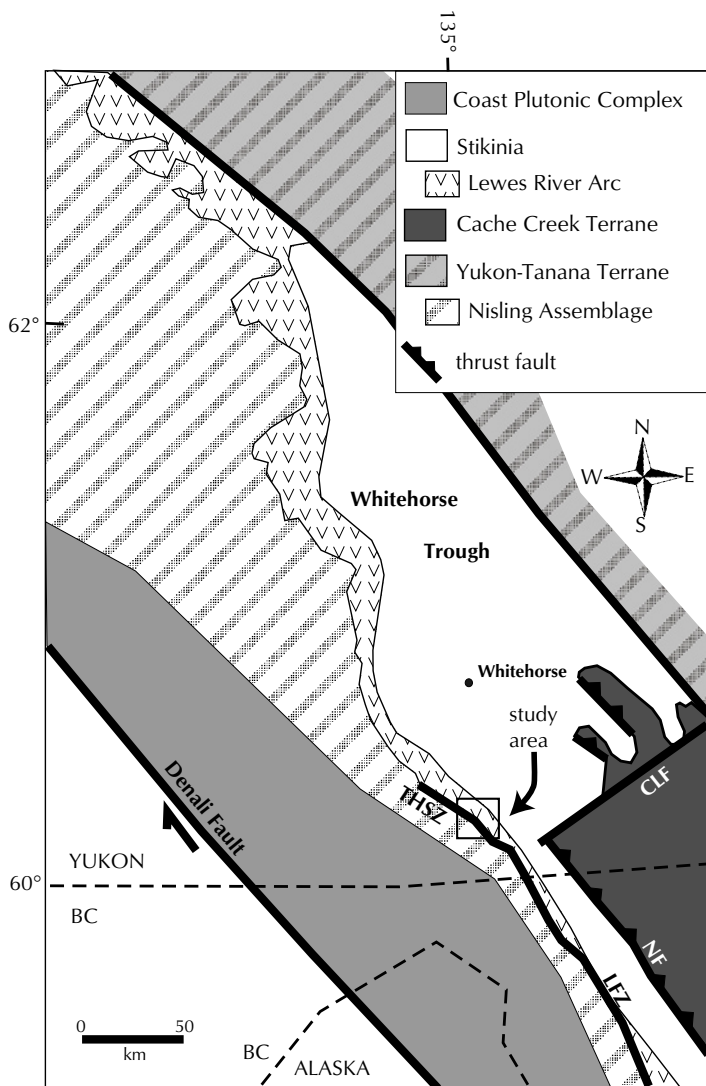 135°
Coast Plutonic Complex
Stikinia
Lewes River Arc
Cache Creek Terrane
Yukon-Tanana Terrane
Nisling Assemblage
thrust fault
62°
N
W
E
S
Whitehorse
Trough
Whitehorse
study
area
CLF
THSZ
Denali Fault
YUKON
60°
BC
NF
LFZ
0
50
km
BC
ALASKA